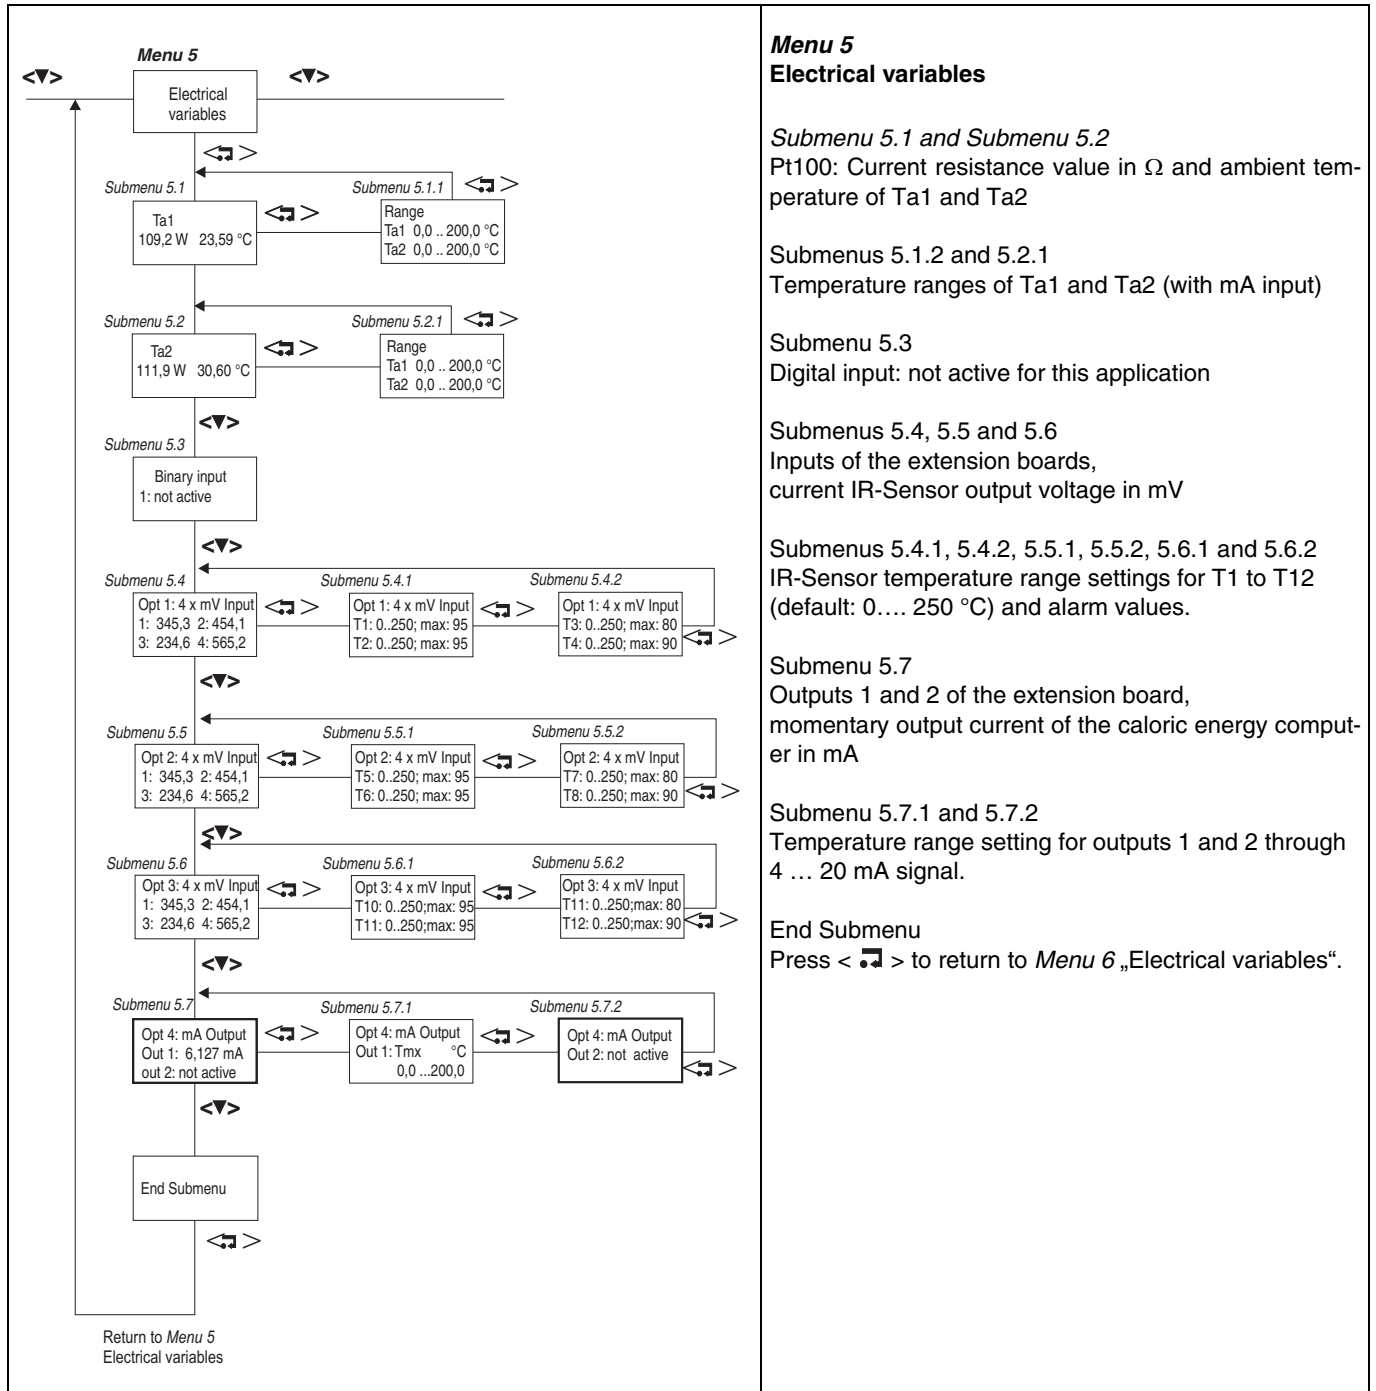 Menu 5
<▼> <▼>
Electrical
variables
< >
Submenu 5.1 Submenu 5.1.1 < >
Ta1
109,2 W 23,59 °C
< >
Range
Ta1 0,0 .. 200,0 °C
Ta2 0,0 .. 200,0 °C
Submenu 5.2 Submenu 5.2.1 < >
Ta2
111,9 W 30,60 °C
< >
Range
Ta1 0,0 .. 200,0 °C
Ta2 0,0 .. 200,0 °C
<▼>
Submenu 5.3
Binary input
1: not active
<▼>
Submenu 5.4 Submenu 5.4.1 Submenu 5.4.2
Opt 1: 4 x mV Input
1: 345,3 2: 454,1
3: 234,6 4: 565,2
< >
Opt 1: 4 x mV Input
T1: 0..250; max: 95
T2: 0..250; max: 95
< >
Opt 1: 4 x mV Input
T3: 0..250; max: 80
T4: 0..250; max: 90
< >
<▼>
Submenu 5.5 Submenu 5.5.1 Submenu 5.5.2
Opt 2: 4 x mV Input
1: 345,3 2: 454,1
3: 234,6 4: 565,2
< >
Opt 2: 4 x mV Input
T5: 0..250; max: 95
T6: 0..250; max: 95
< >
Opt 2: 4 x mV Input
T7: 0..250; max: 80
T8: 0..250; max: 90
< >
<▼>
Submenu 5.6 Submenu 5.6.1 Submenu 5.6.2
Opt 3: 4 x mV Input
1: 345,3 2: 454,1
3: 234,6 4: 565,2
< >
Opt 3: 4 x mV Input
T10: 0..250;max: 95
T11: 0..250;max: 95
< >
Opt 3: 4 x mV Input
T11: 0..250;max: 80
T12: 0..250;max: 90
< >
<▼>
Submenu 5.7 Submenu 5.7.1 Submenu 5.7.2
Opt 4: mA Output
Out 1: 6,127 mA
out 2: not active
< >
Opt 4: mA Output
Out 1: Tmx °C
0,0 ...200,0
< >
Opt 4: mA Output
Out 2: not active
< >
<▼>
End Submenu
< >
Return to Menu 5
Electrical variables
Menu 5
Electrical variables
Submenu 5.1 and Submenu 5.2
Pt100: Current resistance value in Ω and ambient tem-
perature of Ta1 and Ta2
Submenus 5.1.2 and 5.2.1
Temperature ranges of Ta1 and Ta2 (with mA input)
Submenu 5.3
Digital input: not active for this application
Submenus 5.4, 5.5 and 5.6
Inputs of the extension boards,
current IR-Sensor output voltage in mV
Submenus 5.4.1, 5.4.2, 5.5.1, 5.5.2, 5.6.1 and 5.6.2
IR-Sensor temperature range settings for T1 to T12
(default: 0.... 250 °C) and alarm values.
Submenu 5.7
Outputs 1 and 2 of the extension board,
momentary output current of the caloric energy comput-
er in mA
Submenu 5.7.1 and 5.7.2
Temperature range setting for outputs 1 and 2 through
4 … 20 mA signal.
End Submenu
Press < > to return to Menu 6 „Electrical variables“.